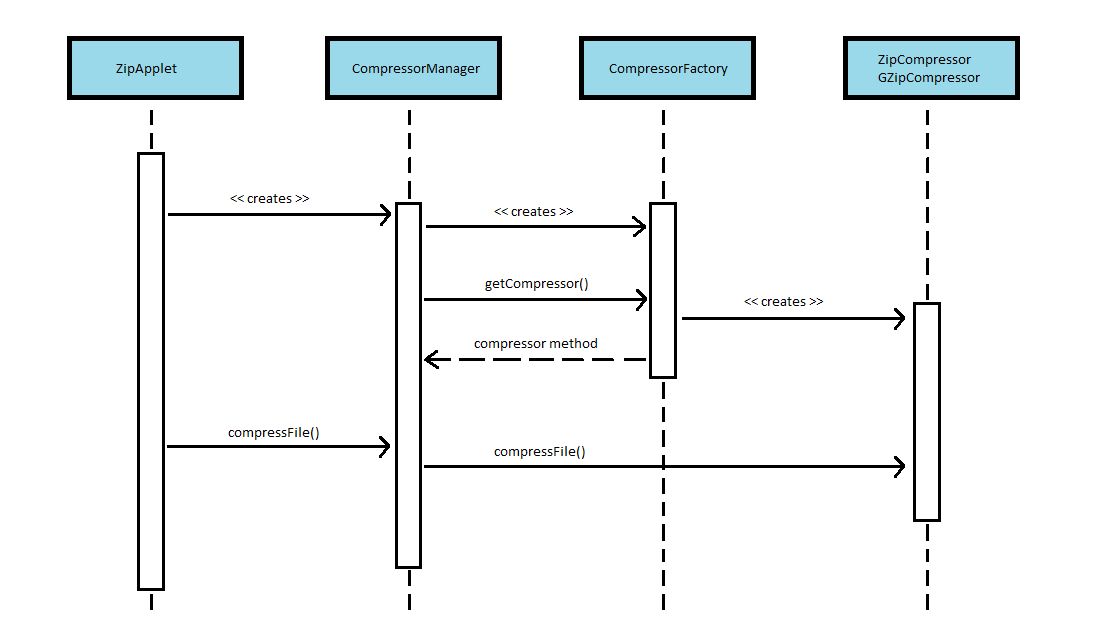 ZipApplet
CompressorManager
CompressorFactory
ZipCompressor
GZipCompressor
<< creates >>
<< creates >>
getCompressor()
<< creates >>
compressor method
compressFile()
compressFile()